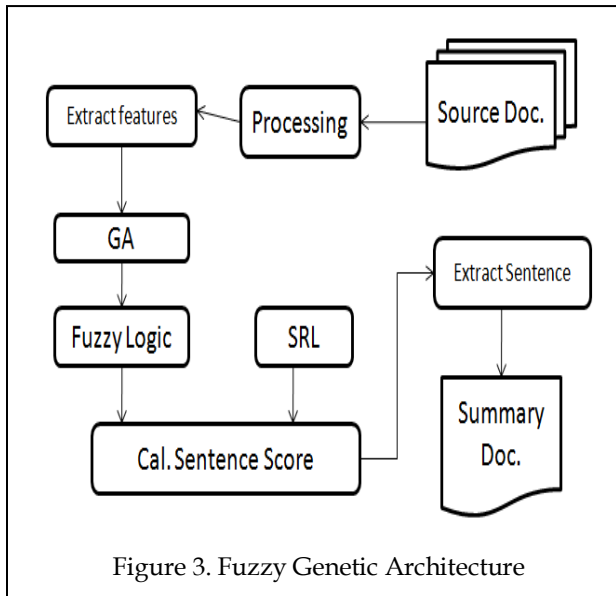 Source Doc.
Processing
Extract features
GA
Fuzzy Logic
SRL
Cal. Sentence Score
Extract Sentence
Summary
Doc.
Figure 3. Fuzzy Genetic Architecture